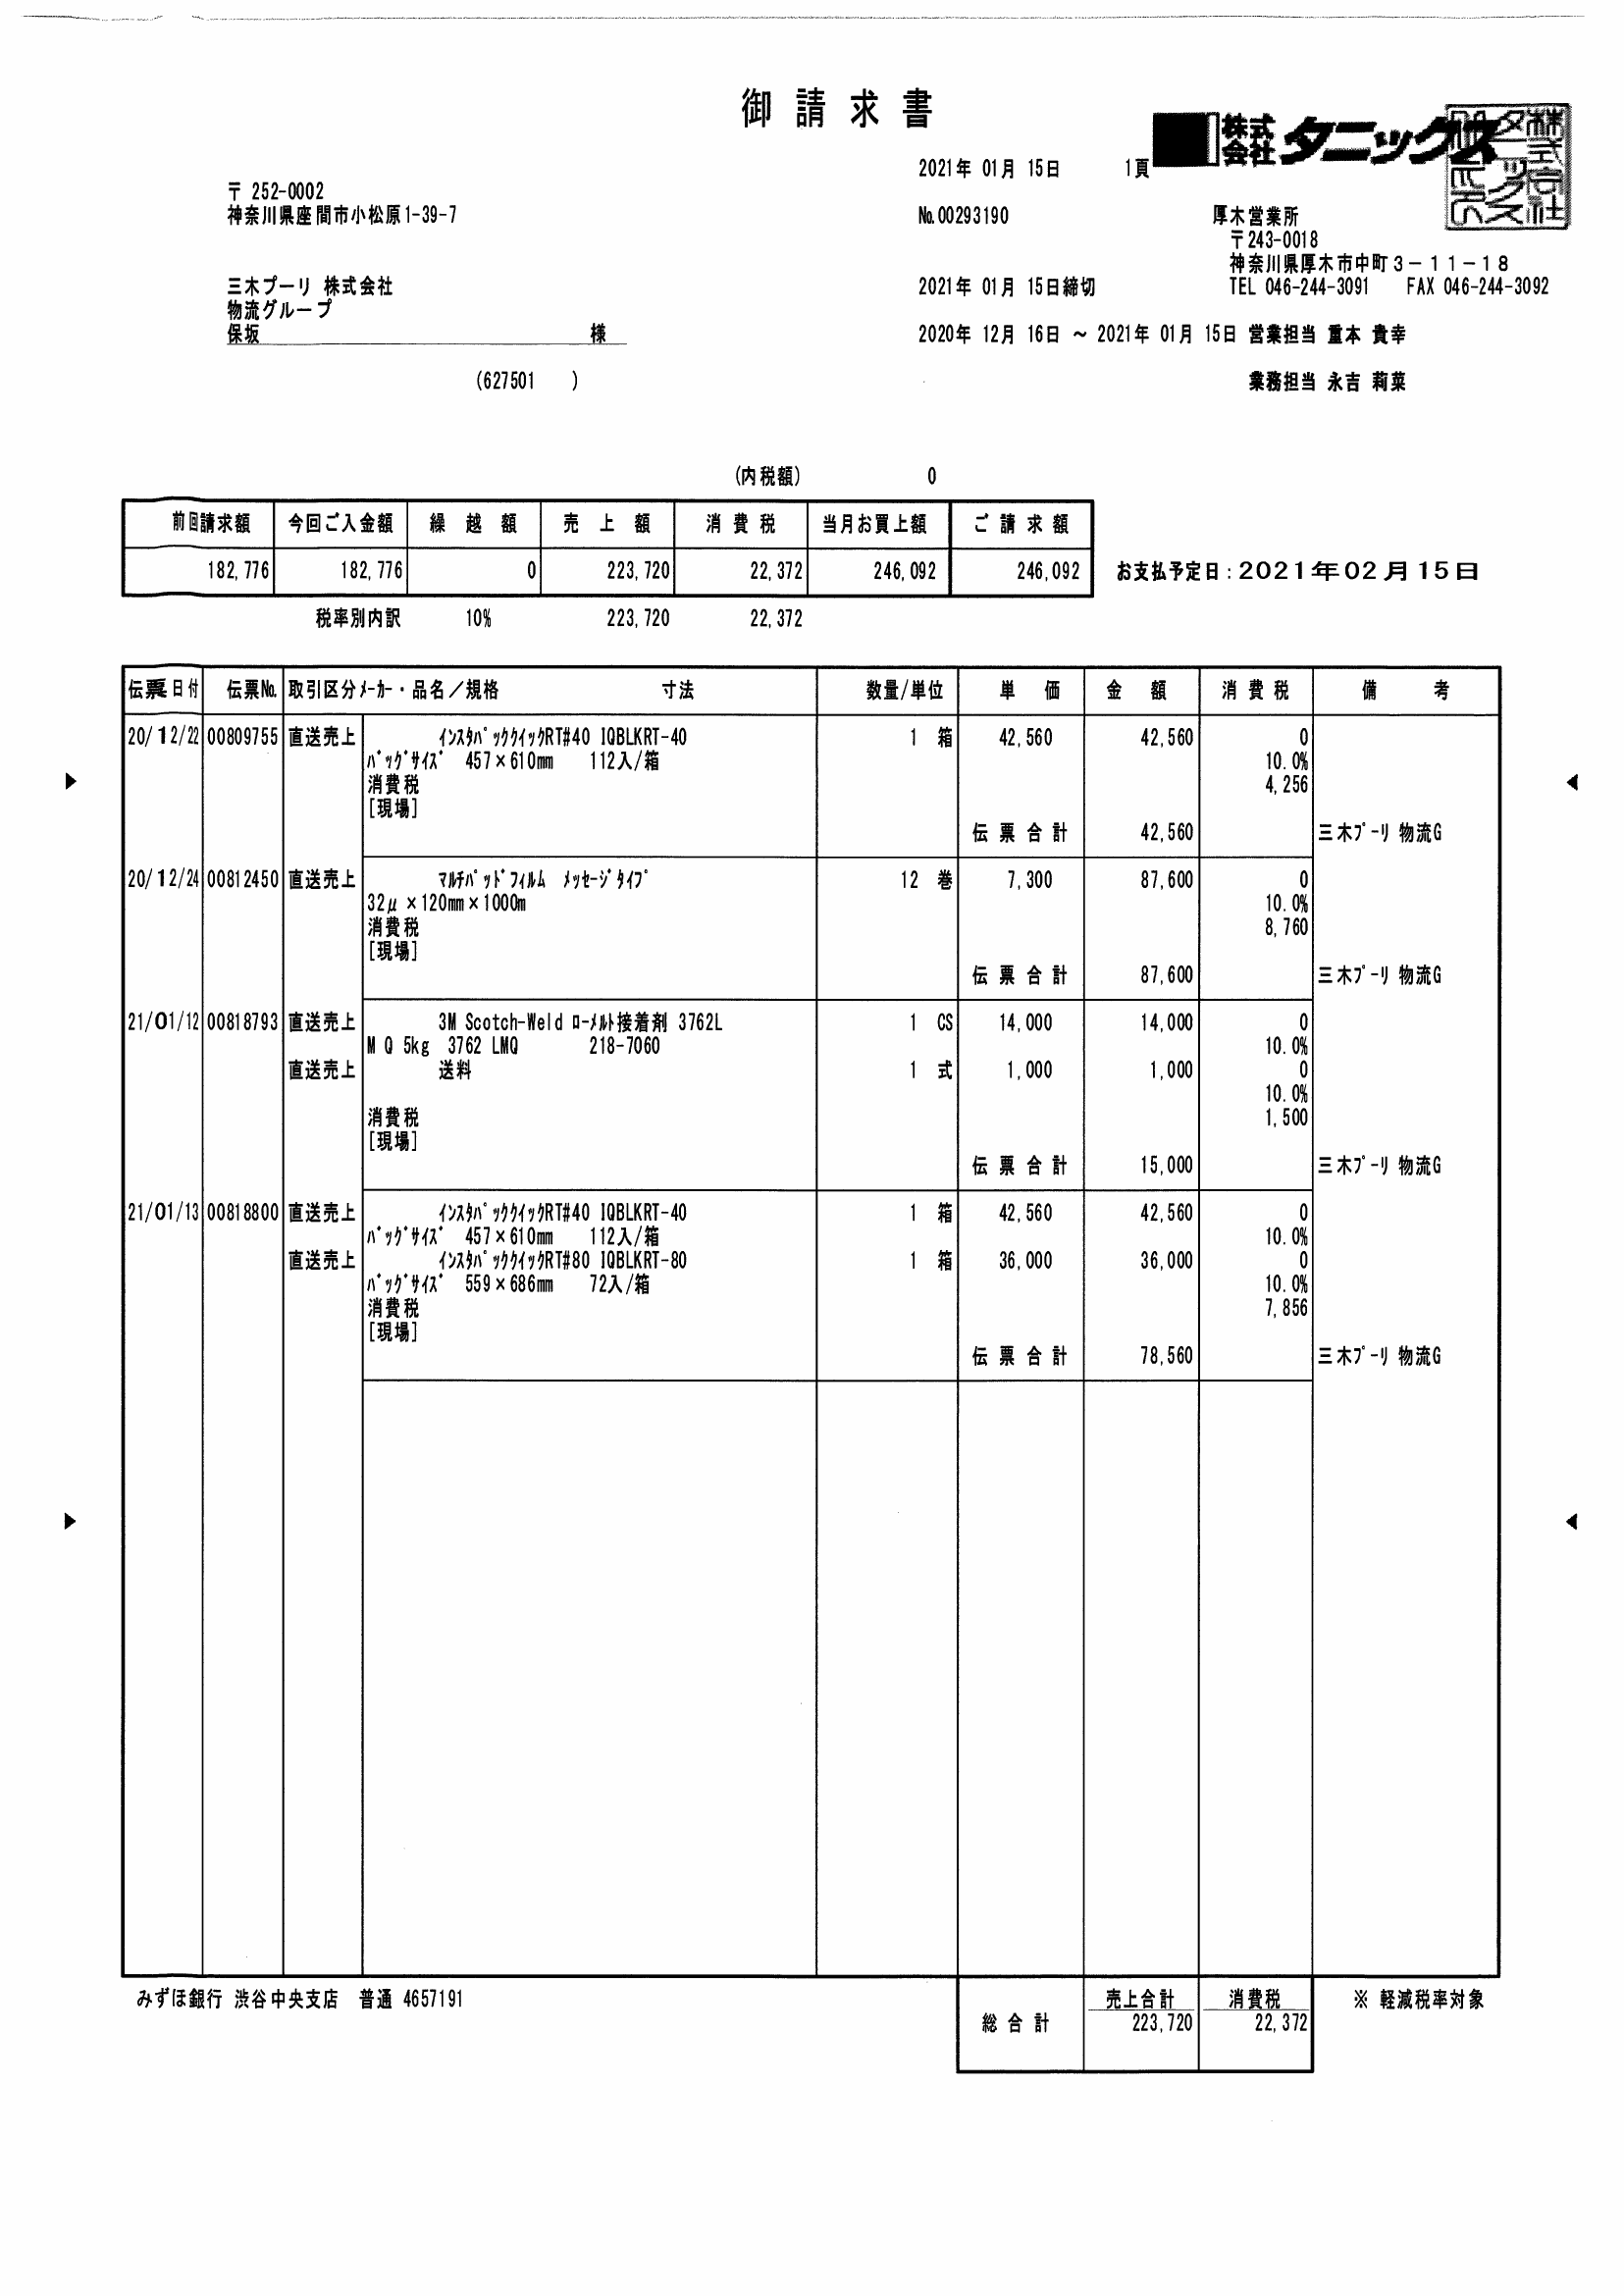 御請求書
株式会社 タニックス
2021年 01月 15日 1頁
〒 252-0002
神奈川県座間市小松原1-39-7
№00293190
厚木営業所
〒243-0018
神奈川県厚木市中町3-11-18
三木プーリ 株式会社
2021年 01月 15日締切
TEL 046-244-3091 FAX 046-244-3092
物流グループ
保坂 様
2020年 12月 16日 ~ 2021年 01月 15日 営業担当 重本 貴幸
(627501 )
業務担当 永吉 莉菜
(内税額) 0
前回請求額 今回ご入金額 繰越額 売上額 消費税 当月お買上額 ご請求額
182,776 182,776 0 223,720 22,372 246,092 246,092
お支払予定日:2021年02月15日
税率別内訳 10% 223,720 22,372
伝票日付 伝票№ 取引区分 メーカー・品名/規格 寸法 数量/単位 単価 金額 消費税 備考
20/12/22 00809755 直送売上 インスタパッククイックRT#40 IQBLKRT-40 1 箱 42,560 42,560 0
バッグサイズ 457×610mm 112入/箱 10.0%
消費税 4,256
[現場]
伝票合計 42,560 三木プーリ 物流G
20/12/24 00812450 直送売上 マルチパッドフィルム メッセージタイプ 12 巻 7,300 87,600 0
32μ×120mm×1000m 10.0%
消費税 8,760
[現場]
伝票合計 87,600 三木プーリ 物流G
21/01/12 00818793 直送売上 3M Scotch-Weld ローメルト接着剤 3762L 1 CS 14,000 14,000 0
M Q 5kg 3762 LMQ 218-7060 10.0%
直送売上 送料 1 式 1,000 1,000 0
10.0%
消費税 1,500
[現場]
伝票合計 15,000 三木プーリ 物流G
21/01/13 00818800 直送売上 インスタパッククイックRT#40 IQBLKRT-40 1 箱 42,560 42,560 0
バッグサイズ 457×610mm 112入/箱 10.0%
直送売上 インスタパッククイックRT#80 IQBLKRT-80 1 箱 36,000 36,000 0
バッグサイズ 559×686mm 72入/箱 10.0%
消費税 7,856
[現場]
伝票合計 78,560 三木プーリ 物流G
みずほ銀行 渋谷中央支店 普通 4657191
売上合計 消費税 ※ 軽減税率対象
総合計 223,720 22,372